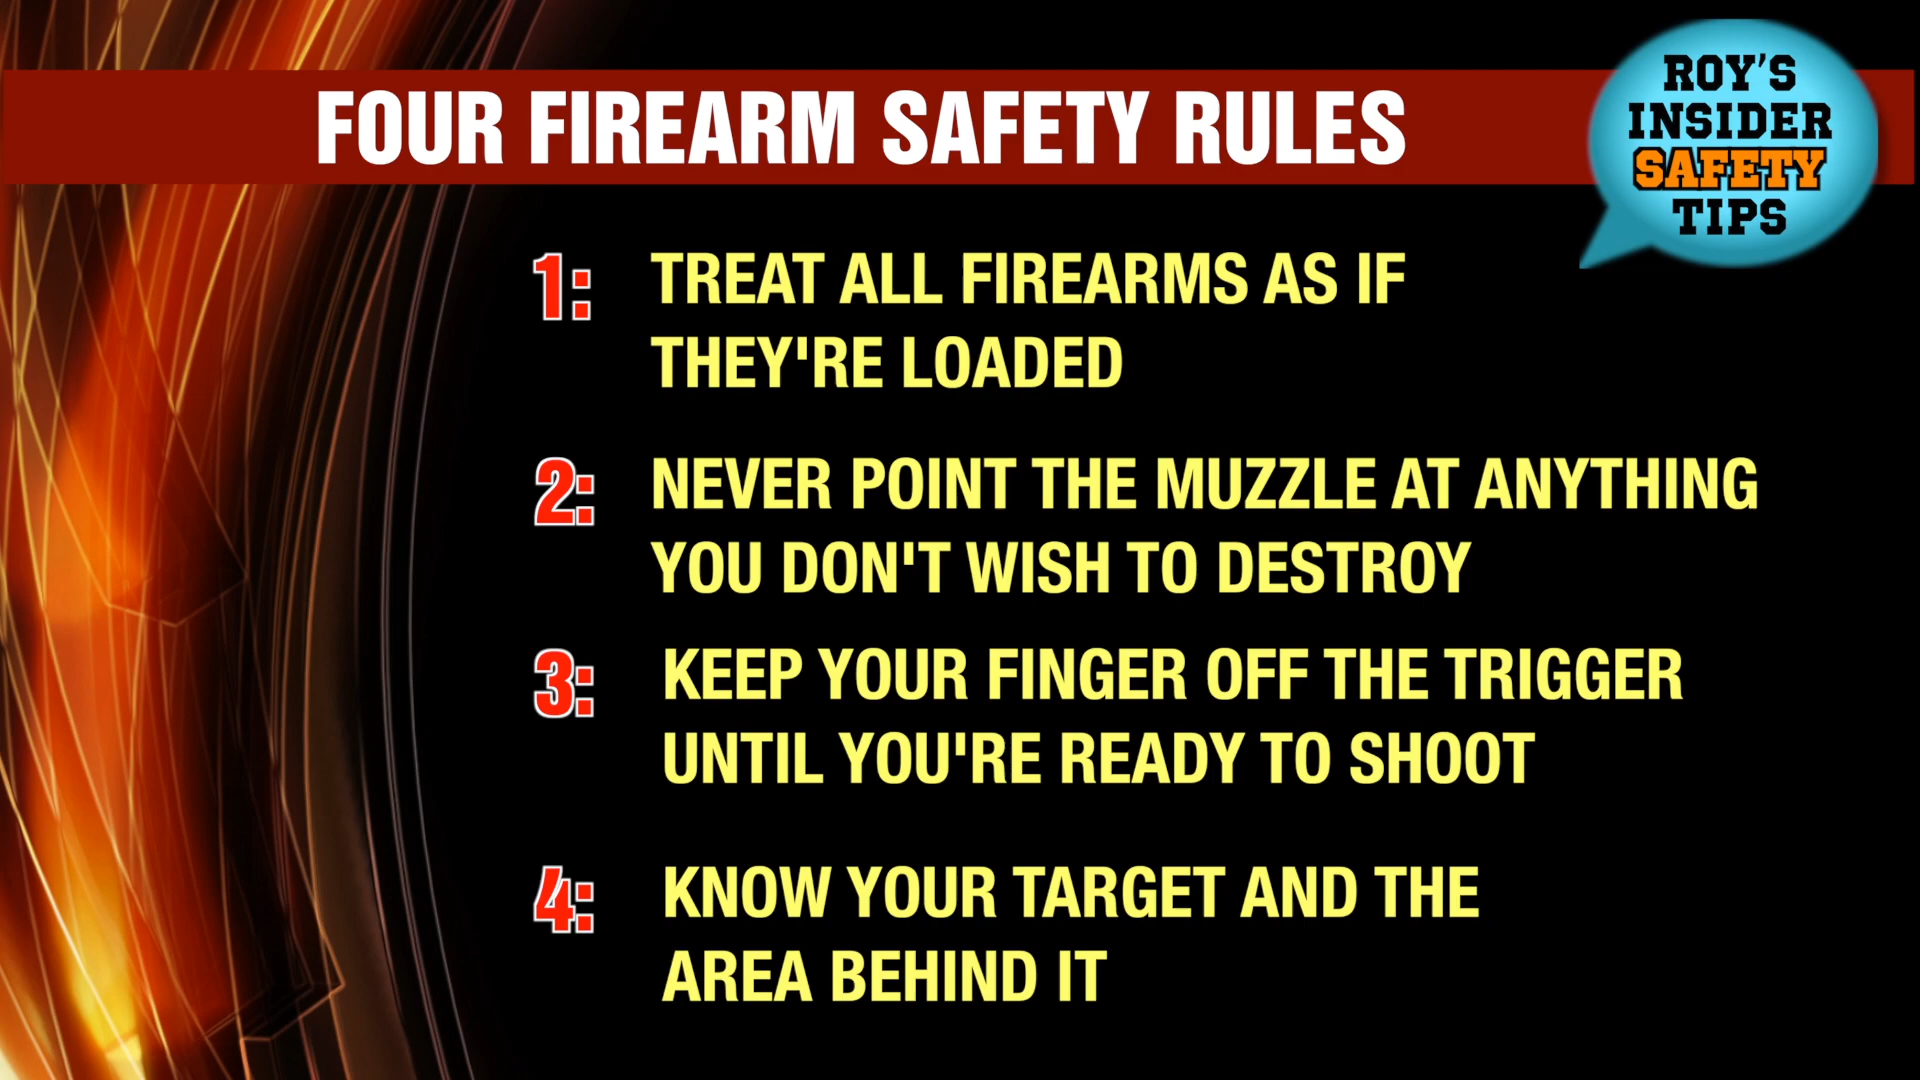 FOUR FIREARM SAFETY RULES
ROY'S
INSIDER
SAFETY
TIPS
1: TREAT ALL FIREARMS AS IF
THEY'RE LOADED
2: NEVER POINT THE MUZZLE AT ANYTHING
YOU DON'T WISH TO DESTROY
3: KEEP YOUR FINGER OFF THE TRIGGER
UNTIL YOU'RE READY TO SHOOT
4: KNOW YOUR TARGET AND THE
AREA BEHIND IT